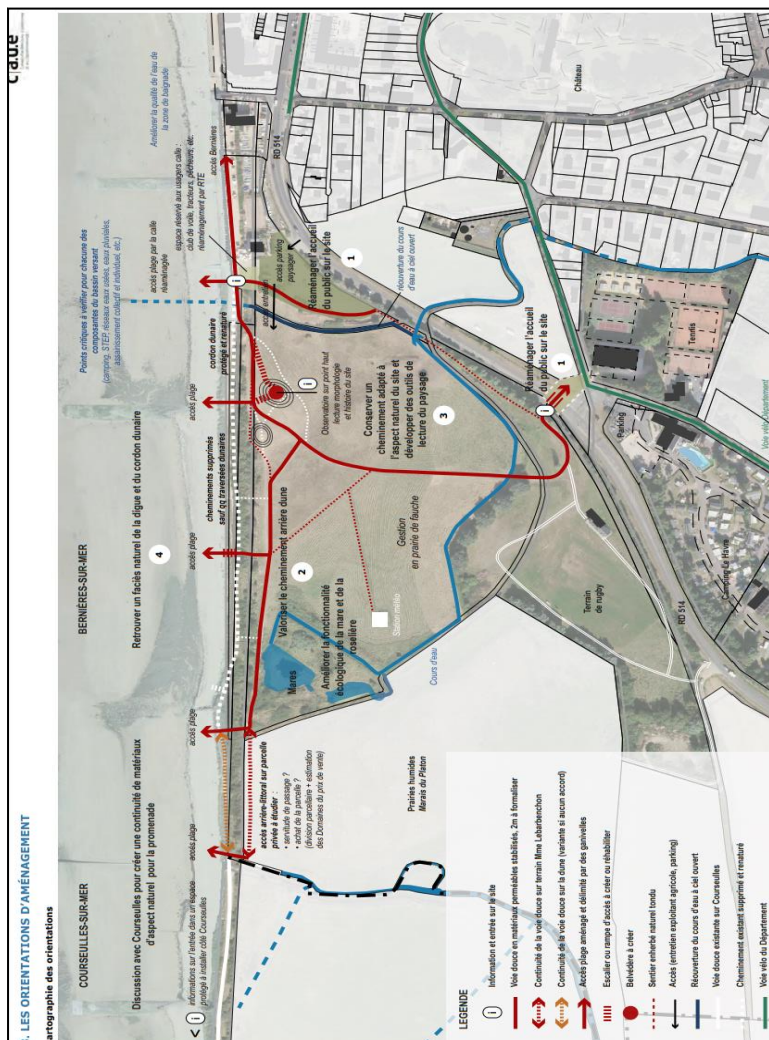 c|a.u.e
. LES ORIENTATIONS D'AMÉNAGEMENT
artographie des orientations
COURSEULLES-SUR-MER
BERNIÈRES-SUR-MER
Discussion avec Courseulles pour créer une continuité de matériaux
d'aspect naturel pour la promenade
Retrouver un faciès naturel de la digue et du cordon dunaire
4
Points critiques à vérifier pour chacune des
composantes du bassin versant
(camping, STEP, réseaux eaux usées, eaux pluviales,
assainissement collectif et individuel, etc.)
Améliorer la qualité de l'eau de
la zone de baignade
< i
informations sur l'entrée dans un espace
protégé à installer côté Courseulles
accès plage
accès plage
accès plage
accès plage
accès plage par la calle
réaménagée
cheminements supprimés
sauf qq traversées dunaires
cordon dunaire
protégé et renaturé
espace réservé aux usagers calle :
club de voile, tracteurs, pêcheurs, etc.
réaménagement par RTE
accès Bernières
i
accès entretien
accès parking
paysager
Réaménager l'accueil
du public sur le site
1
RD 514
réouverture du cours
d'eau à ciel ouvert
Château
accès arrière-littoral sur parcelle
privée à étudier :
• servitude de passage ?
• achat de la parcelle ?
(division parcellaire + estimation
des Domaines du prix de vente)
Mares
Valoriser le cheminement arrière dune
2
Améliorer la fonctionnalité
écologique de la mare et de la
roselière
Station météo
Gestion
en prairie de fauche
i
Observatoire sur point haut
lecture morphologie
et histoire du site
Conserver un
cheminement adapté à
l'aspect naturel du site et
développer des outils de
lecture du paysage
3
Cours d'eau
Prairies humides
Marais du Platon
i
Réaménager l'accueil
du public sur le site
1
Parking
Tennis
Terrain
de rugby
RD 514
Camping Le Havre
Voie vélo département
LEGENDE
i
Information et entrée sur le site
Voie douce en matériaux perméables stabilisés, 2m à formaliser
Continuité de la voie douce sur terrain Mme Lebarbenchon
Continuité de la voie douce sur la dune (variante si aucun accord)
Accès plage aménagé et délimité par des ganivelles
Escalier ou rampe d'accès à créer ou réhabiliter
Belvédère à créer
Sentier enherbé naturel tondu
Accès (entretien exploitant agricole, parking)
Réouverture du cours d'eau à ciel ouvert
Voie douce existante sur Courseulles
Cheminement existant supprimé et renaturé
Voie vélo du Département